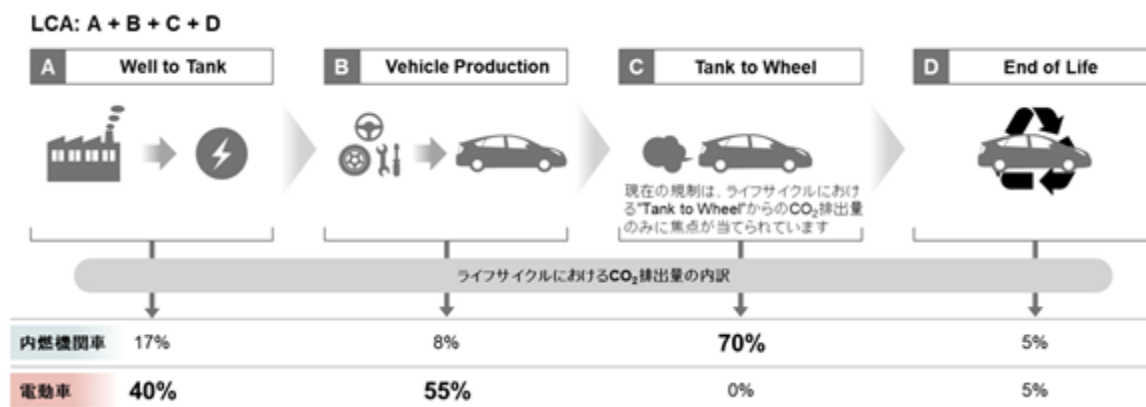 LCA: A + B + C + D
A Well to Tank
B Vehicle Production
C Tank to Wheel
D End of Life
現在の規制は、ライフサイクルにおけ
る"Tank to Wheel"からのCO₂排出量
のみに焦点が当てられています
ライフサイクルにおけるCO₂排出量の内訳
内燃機関車 17% 8% 70% 5%
電動車 40% 55% 0% 5%